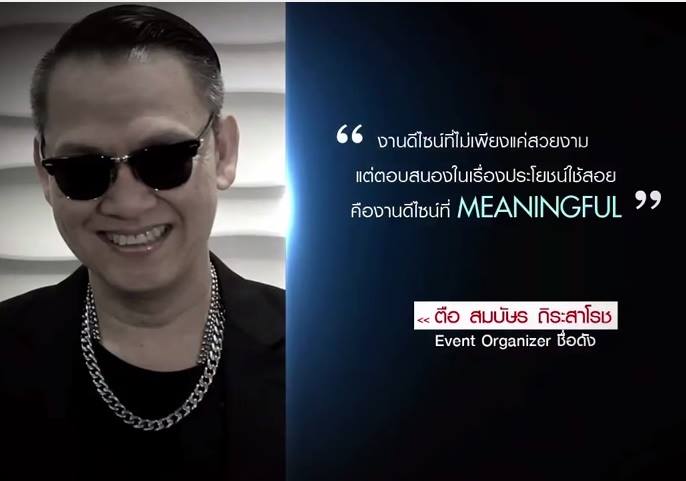 “ งานดีไซน์ที่ไม่เพียงแค่สวยงาม
แต่ตอบสนองในเรื่องประโยชน์ใช้สอย
คืองานดีไซน์ที่ MEANINGFUL ”
<< ตือ สมบัษร ถิระสาโรช
Event Organizer ชื่อดัง